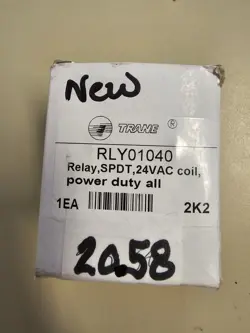 New
TRANE ®
RLY01040
Relay,SPDT,24VAC coil,
power duty all
1EA 2K2
20.58